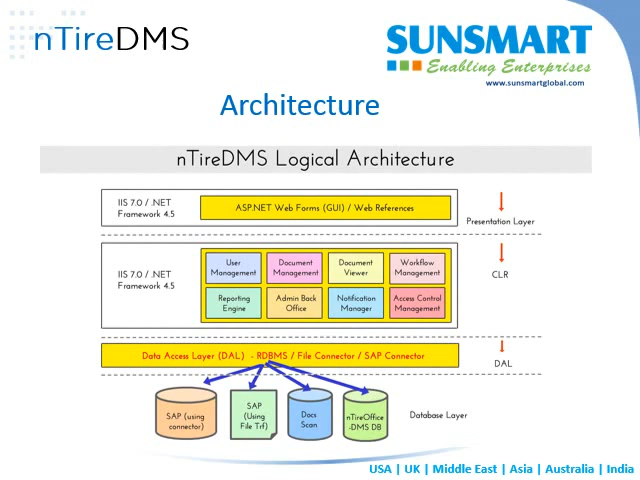 nTireDMS
SUNSMART
Enabling Enterprises
www.sunsmartglobal.com
Architecture
nTireDMS Logical Architecture
IIS 7.0 / .NET
Framework 4.5
ASP.NET Web Forms (GUI) / Web References
Presentation Layer
IIS 7.0 / .NET
Framework 4.5
User
Management
Document
Management
Document
Viewer
Workflow
Management
Reporting
Engine
Admin Back
Office
Notification
Manager
Access Control
Management
CLR
Data Access Layer (DAL) - RDBMS / File Connector / SAP Connector
DAL
SAP (using
connector)
SAP
(Using
File Trf)
Docs
Scan
nTireOffice
-DMS DB
Database Layer
USA | UK | Middle East | Asia | Australia | India